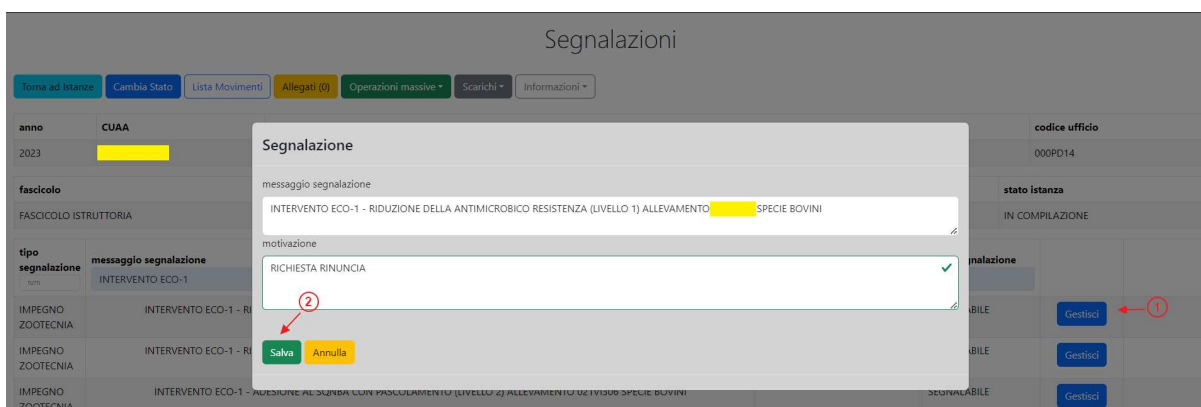 Segnalazioni
Torna ad Istanze Cambia Stato Lista Movimenti Allegati (0) Operazioni massive Scarichi Informazioni
anno CUAA codice ufficio
2023 000PD14
Segnalazione
fascicolo stato istanza
FASCICOLO ISTRUTTORIA IN COMPILAZIONE
messaggio segnalazione
INTERVENTO ECO-1 - RIDUZIONE DELLA ANTIMICROBICO RESISTENZA (LIVELLO 1) ALLEVAMENTO SPECIE BOVINI
motivazione
RICHIESTA RINUNCIA
tipo segnalazione messaggio segnalazione
INTERVENTO ECO-1
2
IMPEGNO ZOOTECNIA INTERVENTO ECO-1 - Gestisci 1
Salva Annulla
IMPEGNO ZOOTECNIA INTERVENTO ECO-1 - Gestisci
IMPEGNO ZOOTECNIA INTERVENTO ECO-1 - ADESIONE AL SQNBA CON PASCOLAMENTO (LIVELLO 2) ALLEVAMENTO 021VI306 SPECIE BOVINI SEGNALABILE Gestisci